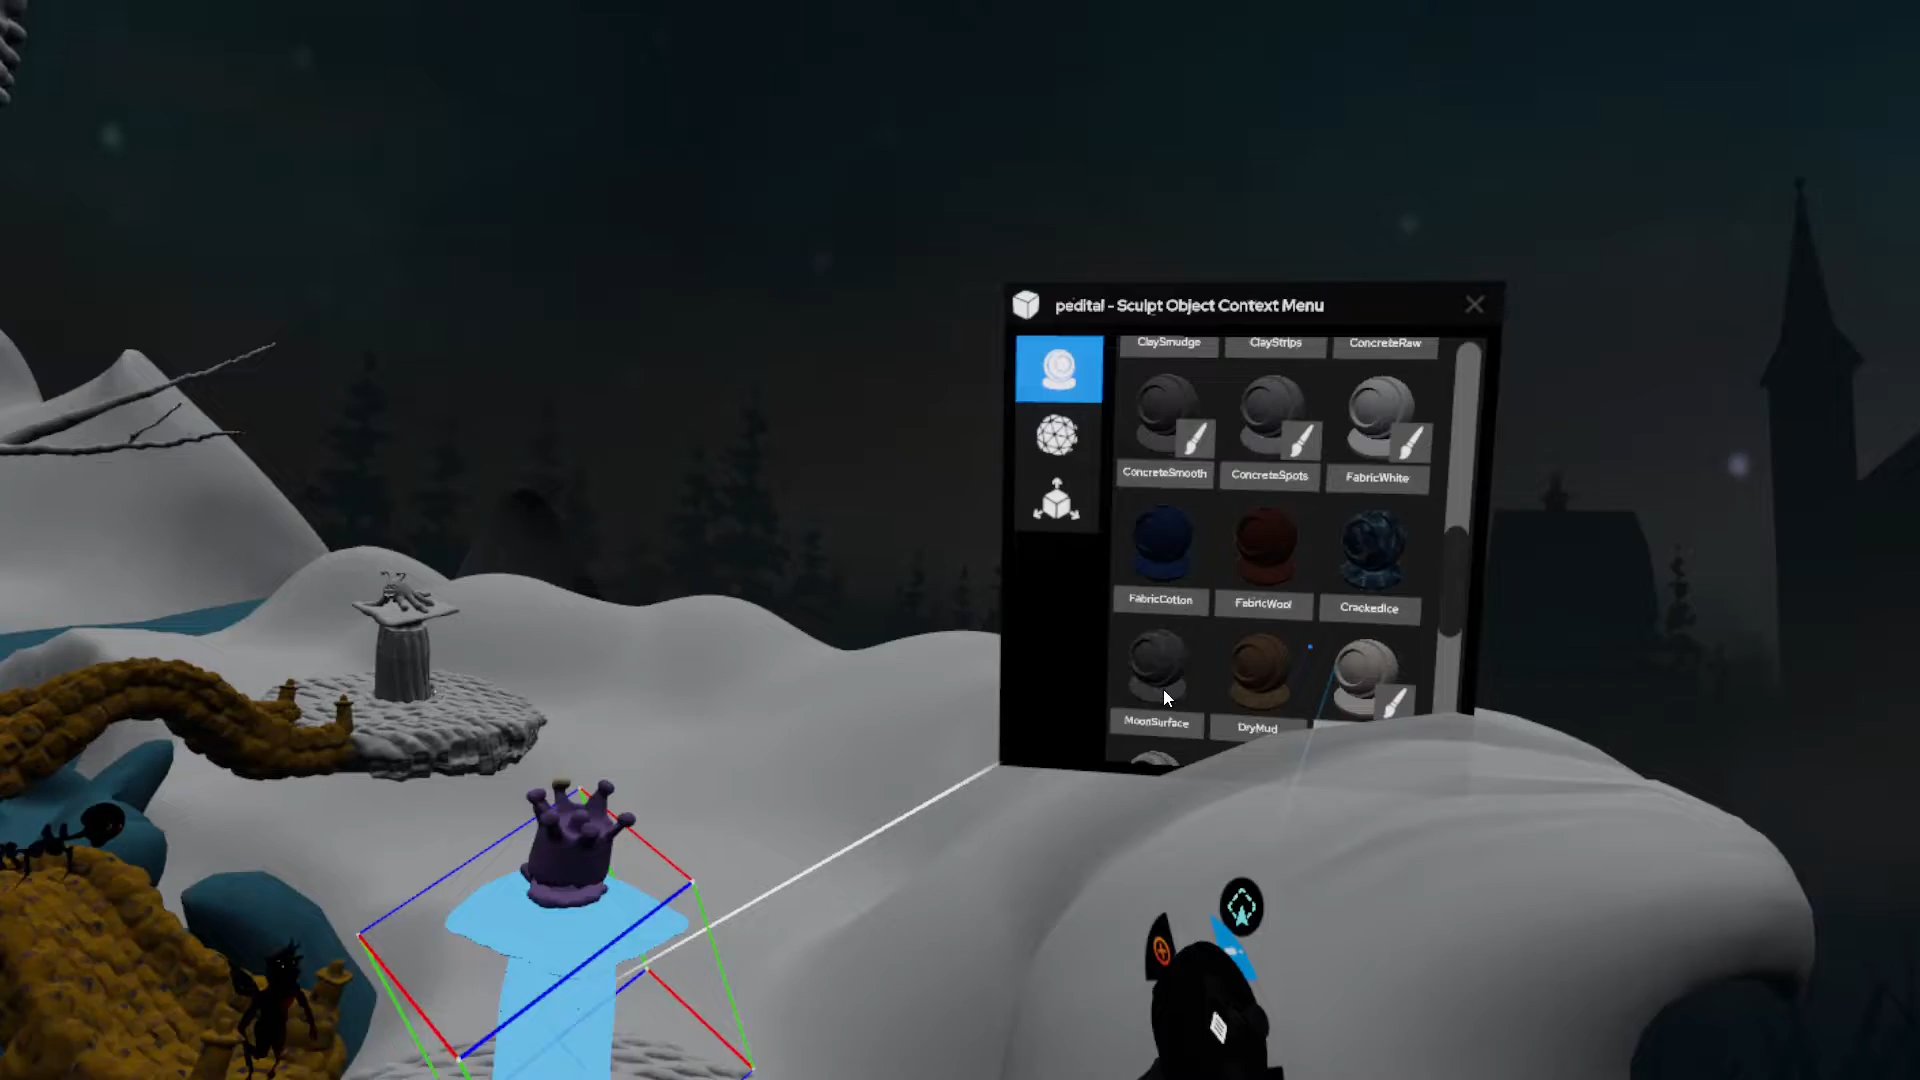 pedital - Sculpt Object Context Menu
ClaySmudge
ClayStrips
ConcreteRaw
ConcreteSmooth
ConcreteSpots
FabricWhite
FabricCotton
FabricWool
CrackedIce
MoonSurface
DryMud